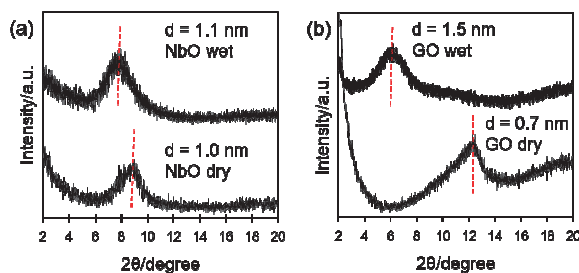 (a)
Intensity/a.u.
d = 1.1 nm
NbO wet
d = 1.0 nm
NbO dry
2 4 6 8 10 12 14 16 18 20
2θ/degree
(b)
Intensity/a.u.
d = 1.5 nm
GO wet
d = 0.7 nm
GO dry
2 4 6 8 10 12 14 16 18 20
2θ/degree